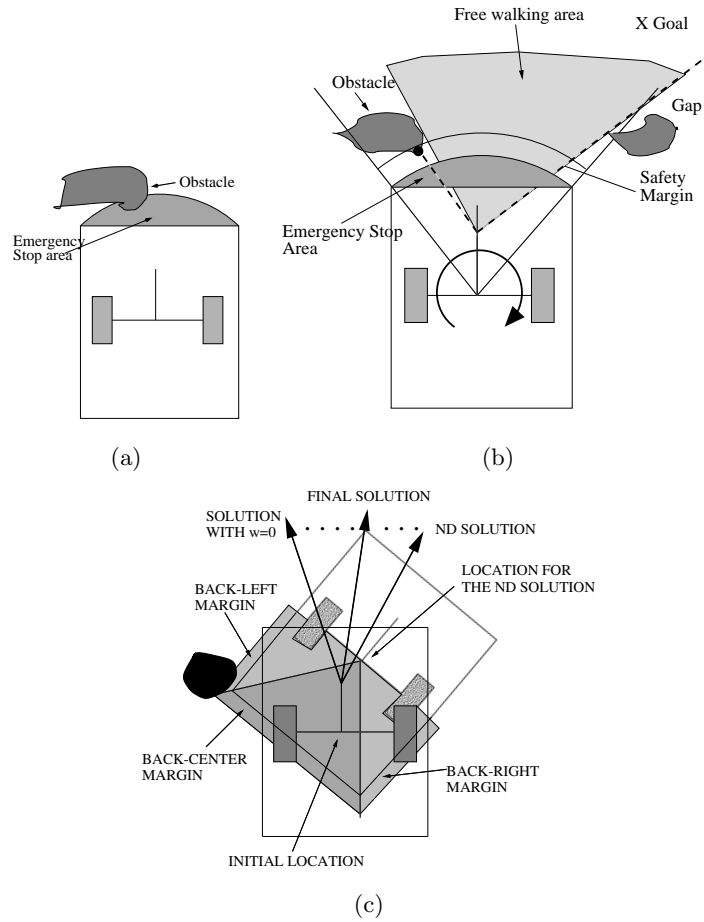 Obstacle
Emergency
Stop area
(a)
Free walking area
X Goal
Obstacle
Gap
Safety
Margin
Emergency Stop
Area
(b)
FINAL SOLUTION
SOLUTION
WITH w=0
ND SOLUTION
LOCATION FOR
THE ND SOLUTION
BACK-LEFT
MARGIN
BACK-CENTER
MARGIN
BACK-RIGHT
MARGIN
INITIAL LOCATION
(c)